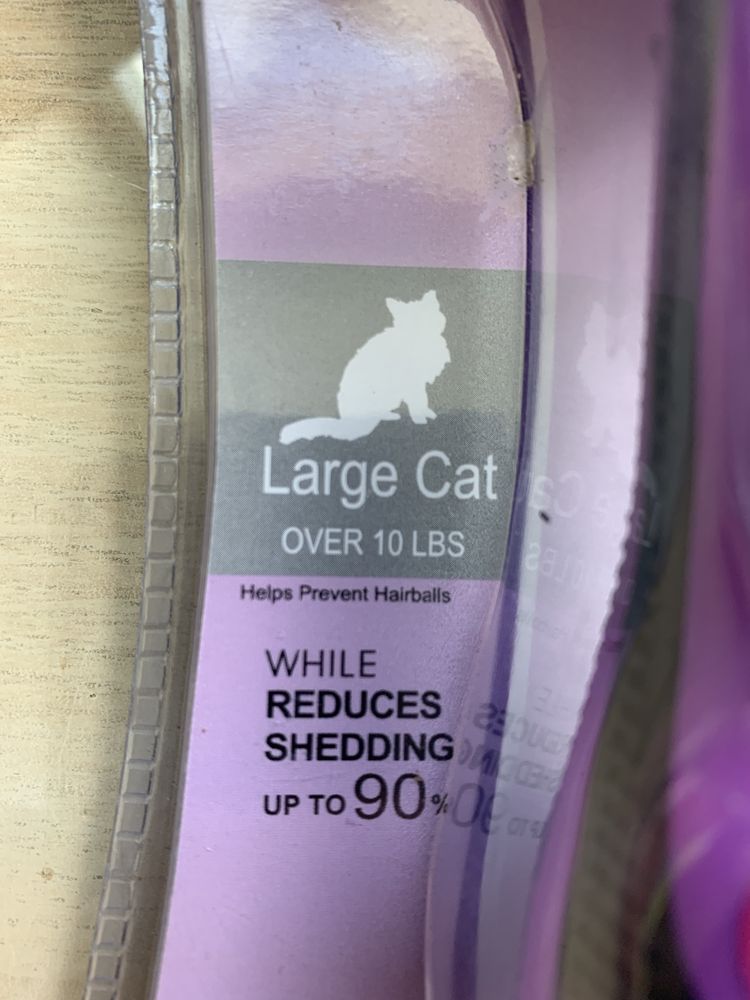 Large Cat
OVER 10 LBS
Helps Prevent Hairballs
WHILE
REDUCES
SHEDDING
UP TO 90%